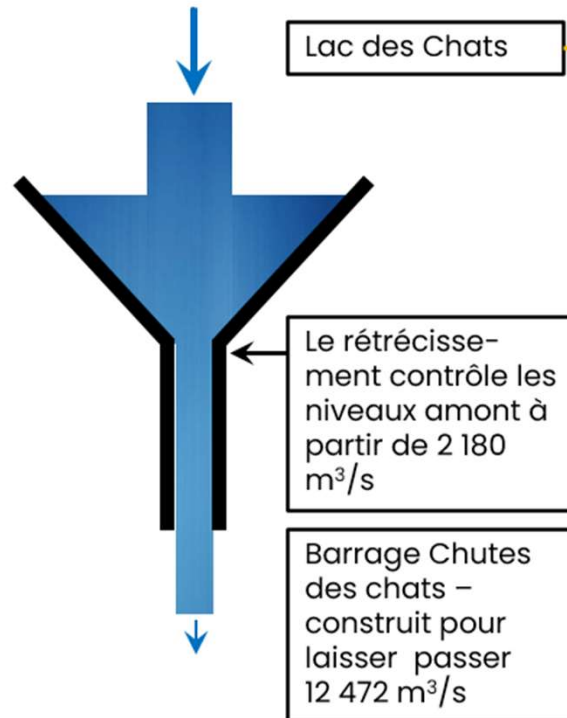 Lac des Chats
Le rétrécisse-
ment contrôle les
niveaux amont à
partir de 2 180
m³/s
Barrage Chutes
des chats –
construit pour
laisser passer
12 472 m³/s